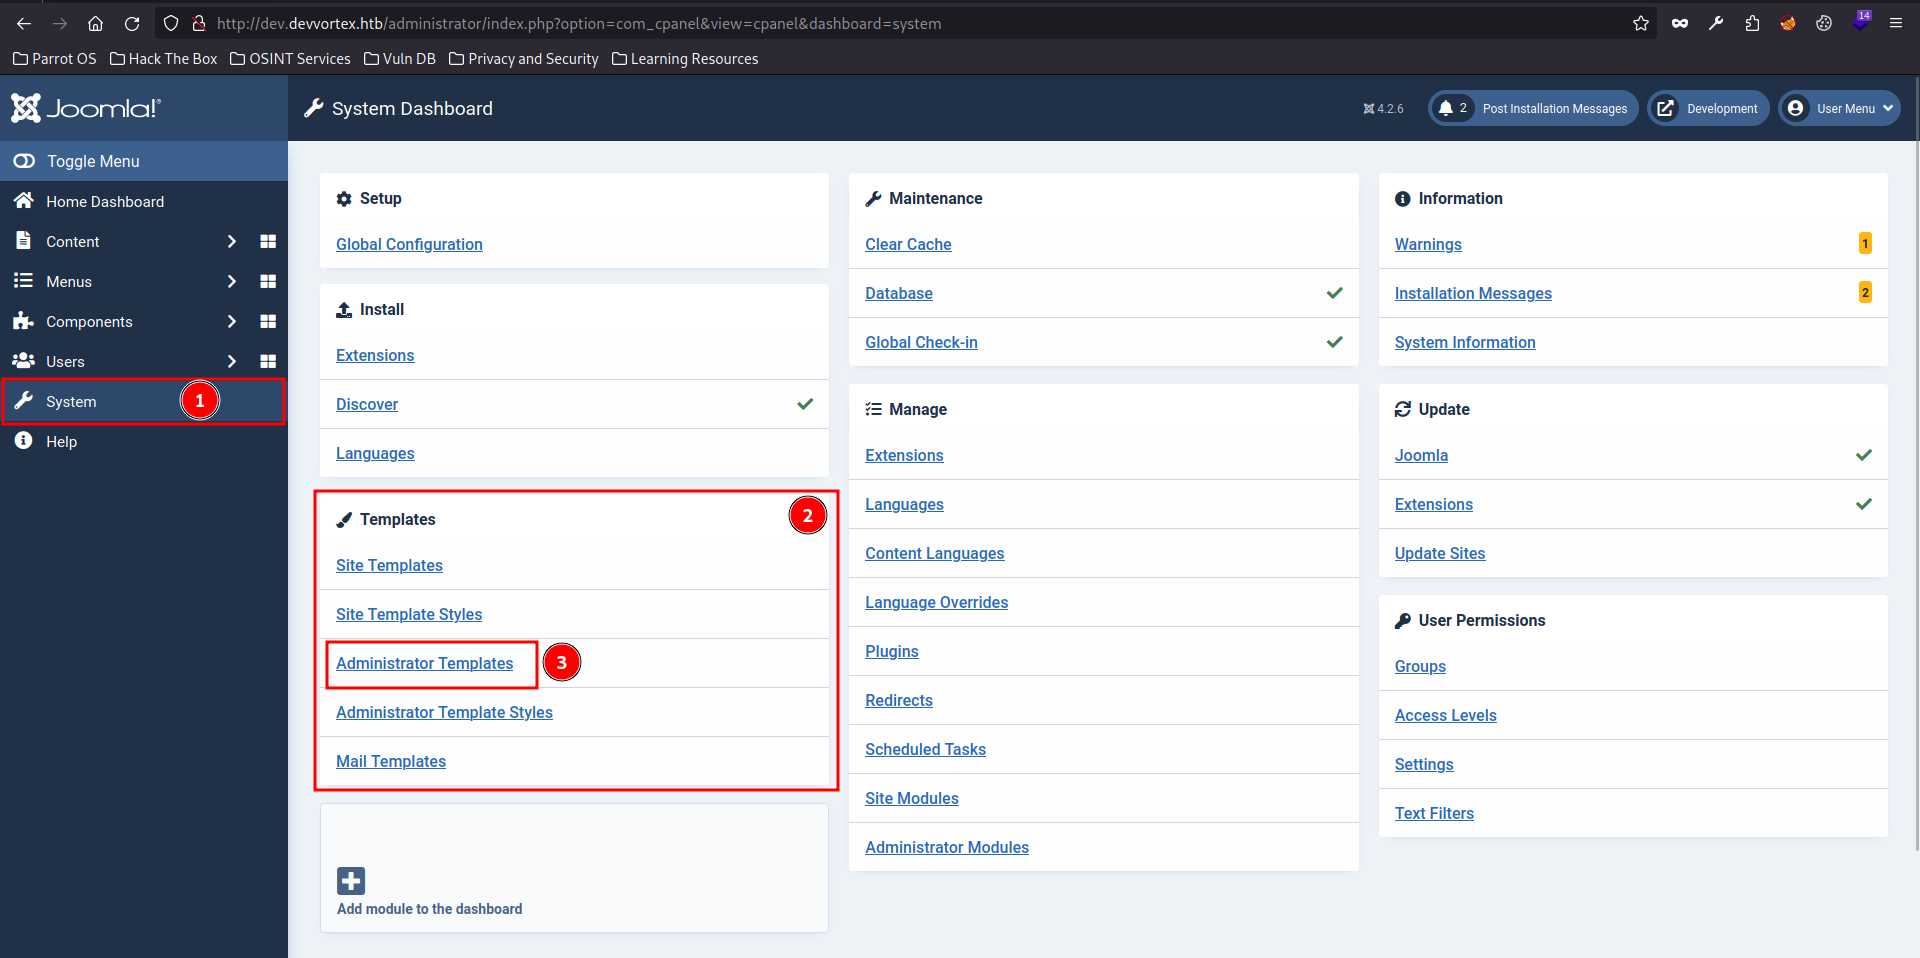 http://dev.devvortex.htb/administrator/index.php?option=com_cpanel&view=cpanel&dashboard=system
14
Parrot OS
Hack The Box
OSINT Services
Vuln DB
Privacy and Security
Learning Resources
Joomla!®
System Dashboard
4.2.6
2
Post Installation Messages
Development
User Menu
Toggle Menu
Home Dashboard
Content
Menus
Components
Users
System
1
Help
Setup
Global Configuration
Install
Extensions
Discover
Languages
Templates
2
Site Templates
Site Template Styles
Administrator Templates
3
Administrator Template Styles
Mail Templates
Add module to the dashboard
Maintenance
Clear Cache
Database
Global Check-in
Manage
Extensions
Languages
Content Languages
Language Overrides
Plugins
Redirects
Scheduled Tasks
Site Modules
Administrator Modules
Information
Warnings
1
Installation Messages
2
System Information
Update
Joomla
Extensions
Update Sites
User Permissions
Groups
Access Levels
Settings
Text Filters